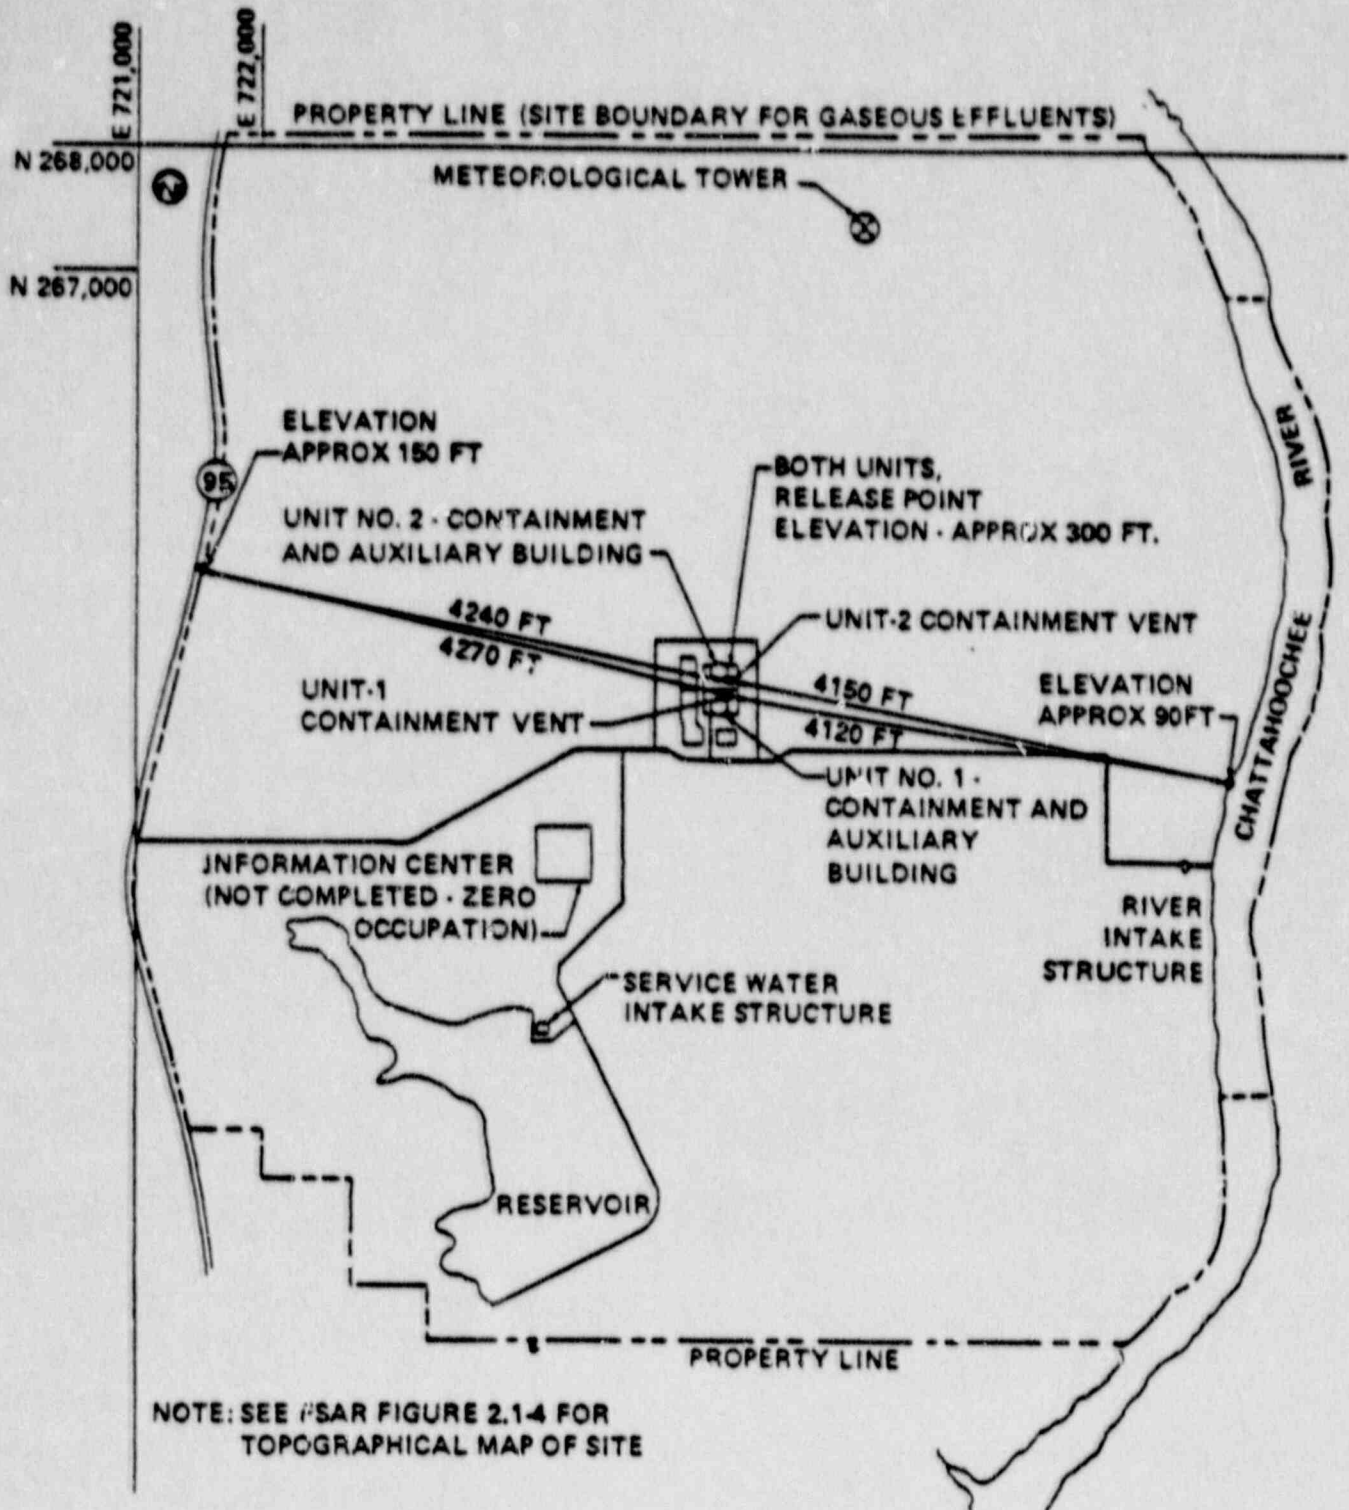 E 721,000
E 722,000
PROPERTY LINE (SITE BOUNDARY FOR GASEOUS EFFLUENTS)
N 268,000
METEOROLOGICAL TOWER
N 267,000
ELEVATION
APPROX 150 FT
95
BOTH UNITS,
RELEASE POINT
ELEVATION - APPROX 300 FT.
UNIT NO. 2 - CONTAINMENT
AND AUXILIARY BUILDING
4240 FT
4270 FT
UNIT-2 CONTAINMENT VENT
UNIT-1
CONTAINMENT VENT
4150 FT
4120 FT
ELEVATION
APPROX 90FT
CHATTAHOOCHEE RIVER
UNIT NO. 1 -
CONTAINMENT AND
AUXILIARY
BUILDING
INFORMATION CENTER
(NOT COMPLETED - ZERO
OCCUPATION)
RIVER
INTAKE
STRUCTURE
SERVICE WATER
INTAKE STRUCTURE
RESERVOIR
PROPERTY LINE
NOTE: SEE FSAR FIGURE 2.1-4 FOR
TOPOGRAPHICAL MAP OF SITE